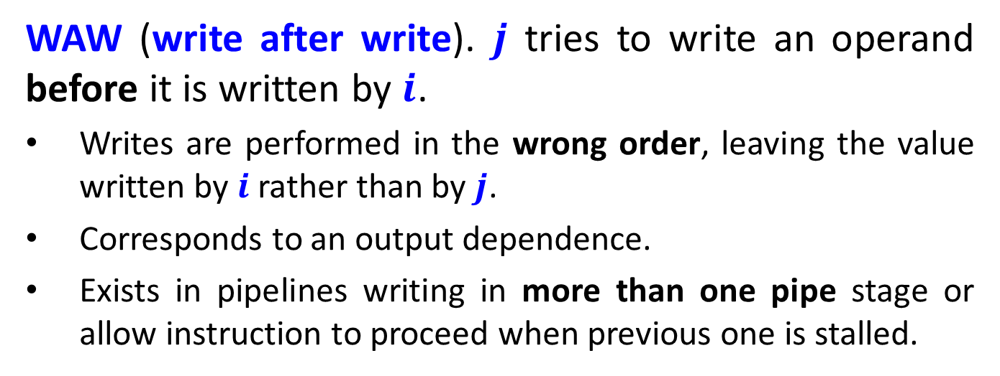 WAW (write after write). j tries to write an operand
before it is written by i.
• Writes are performed in the wrong order, leaving the value
written by i rather than by j.
• Corresponds to an output dependence.
• Exists in pipelines writing in more than one pipe stage or
allow instruction to proceed when previous one is stalled.